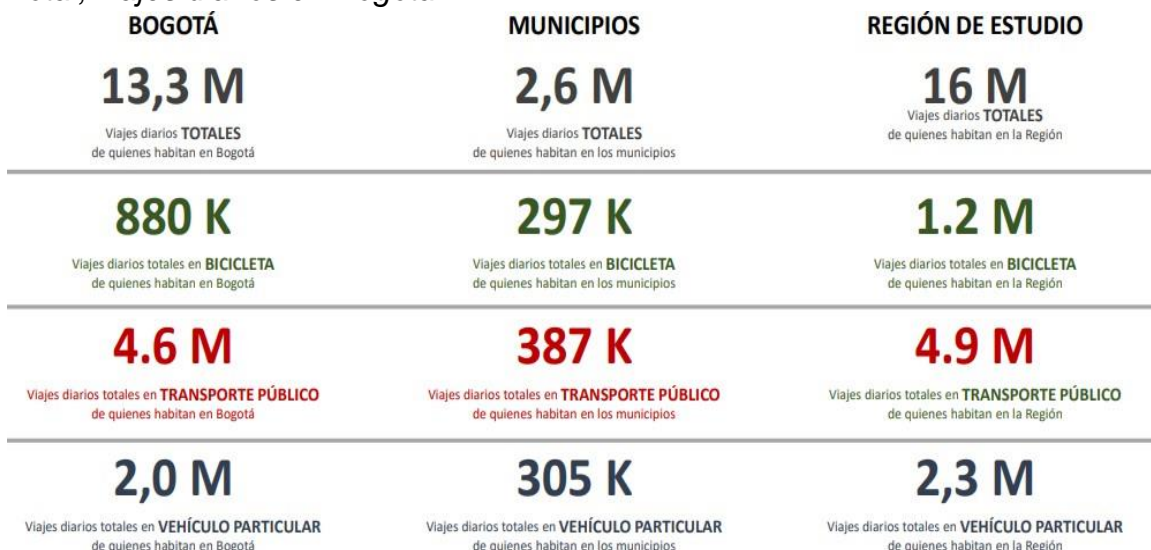 BOGOTÁ MUNICIPIOS REGIÓN DE ESTUDIO
13,3 M 2,6 M 16 M
Viajes diarios TOTALES Viajes diarios TOTALES Viajes diarios TOTALES
de quienes habitan en Bogotá de quienes habitan en los municipios de quienes habitan en la Región
880 K 297 K 1.2 M
Viajes diarios totales en BICICLETA Viajes diarios totales en BICICLETA Viajes diarios totales en BICICLETA
de quienes habitan en Bogotá de quienes habitan en los municipios de quienes habitan en la Región
4.6 M 387 K 4.9 M
Viajes diarios totales en TRANSPORTE PÚBLICO Viajes diarios totales en TRANSPORTE PÚBLICO Viajes diarios totales en TRANSPORTE PÚBLICO
de quienes habitan en Bogotá de quienes habitan en los municipios de quienes habitan en la Región
2,0 M 305 K 2,3 M
Viajes diarios totales en VEHÍCULO PARTICULAR Viajes diarios totales en VEHÍCULO PARTICULAR Viajes diarios totales en VEHÍCULO PARTICULAR
de quienes habitan en Bogotá de quienes habitan en los municipios de quienes habitan en la Región